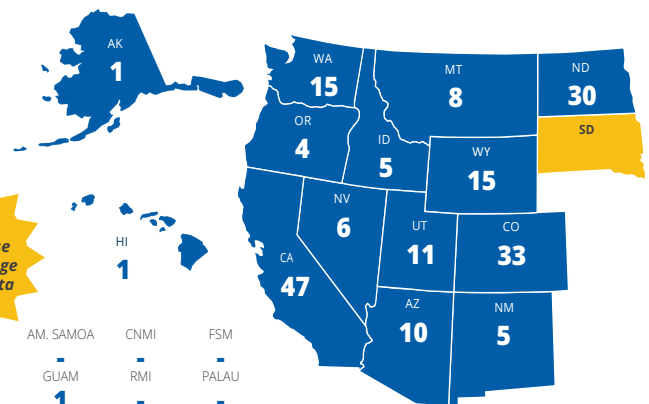 AK
1
WA
15
MT
8
ND
30
OR
4
ID
5
SD
WY
15
NV
6
UT
11
CO
33
HI
1
CA
47
AZ
10
NM
5
AM. SAMOA CNMI FSM
- - -
GUAM RMI PALAU
1 - -